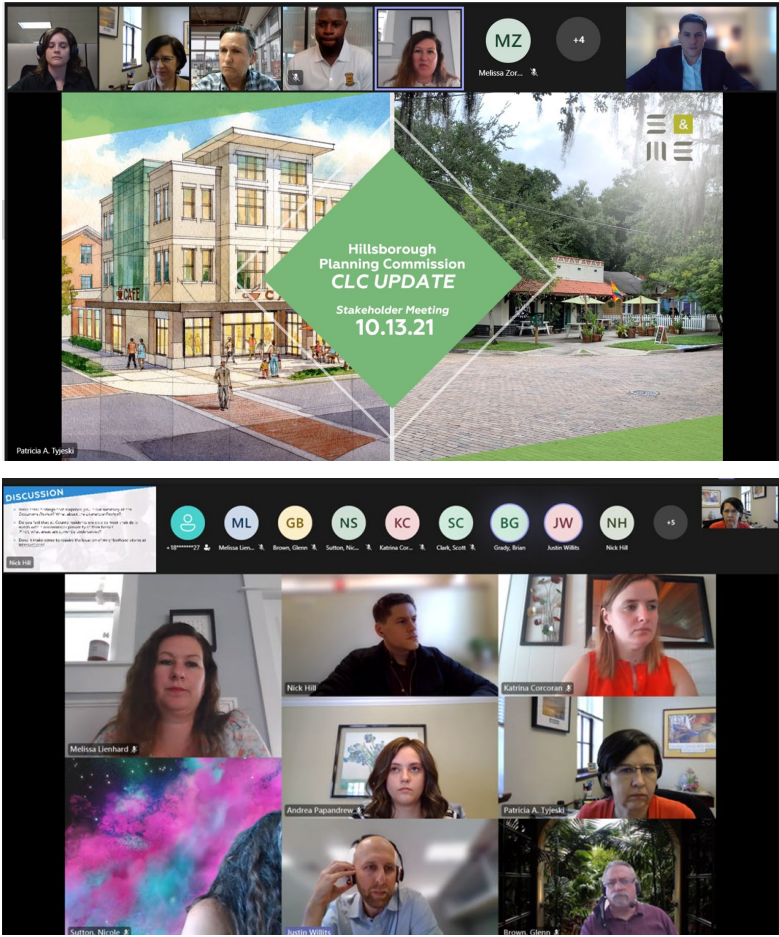 MZ
+4
Melissa Zor...
S &
ME
Hillsborough
Planning Commission
CLC UPDATE
Stakeholder Meeting
10.13.21
CAFE
Patricia A. Tyjeski
DISCUSSION
Nick Hill
ML
GB
NS
KC
SC
BG
JW
NH
+5
Melissa Lien...
Brown, Glenn
Sutton, Nic...
Katrina Cor...
Clark, Scott
Grady, Brian
Justin Willits
Nick Hill
Melissa Lienhard
Nick Hill
Katrina Corcoran
Andrea Papandrew
Patricia A. Tyjeski
Sutton, Nicole
Justin Willits
Brown, Glenn